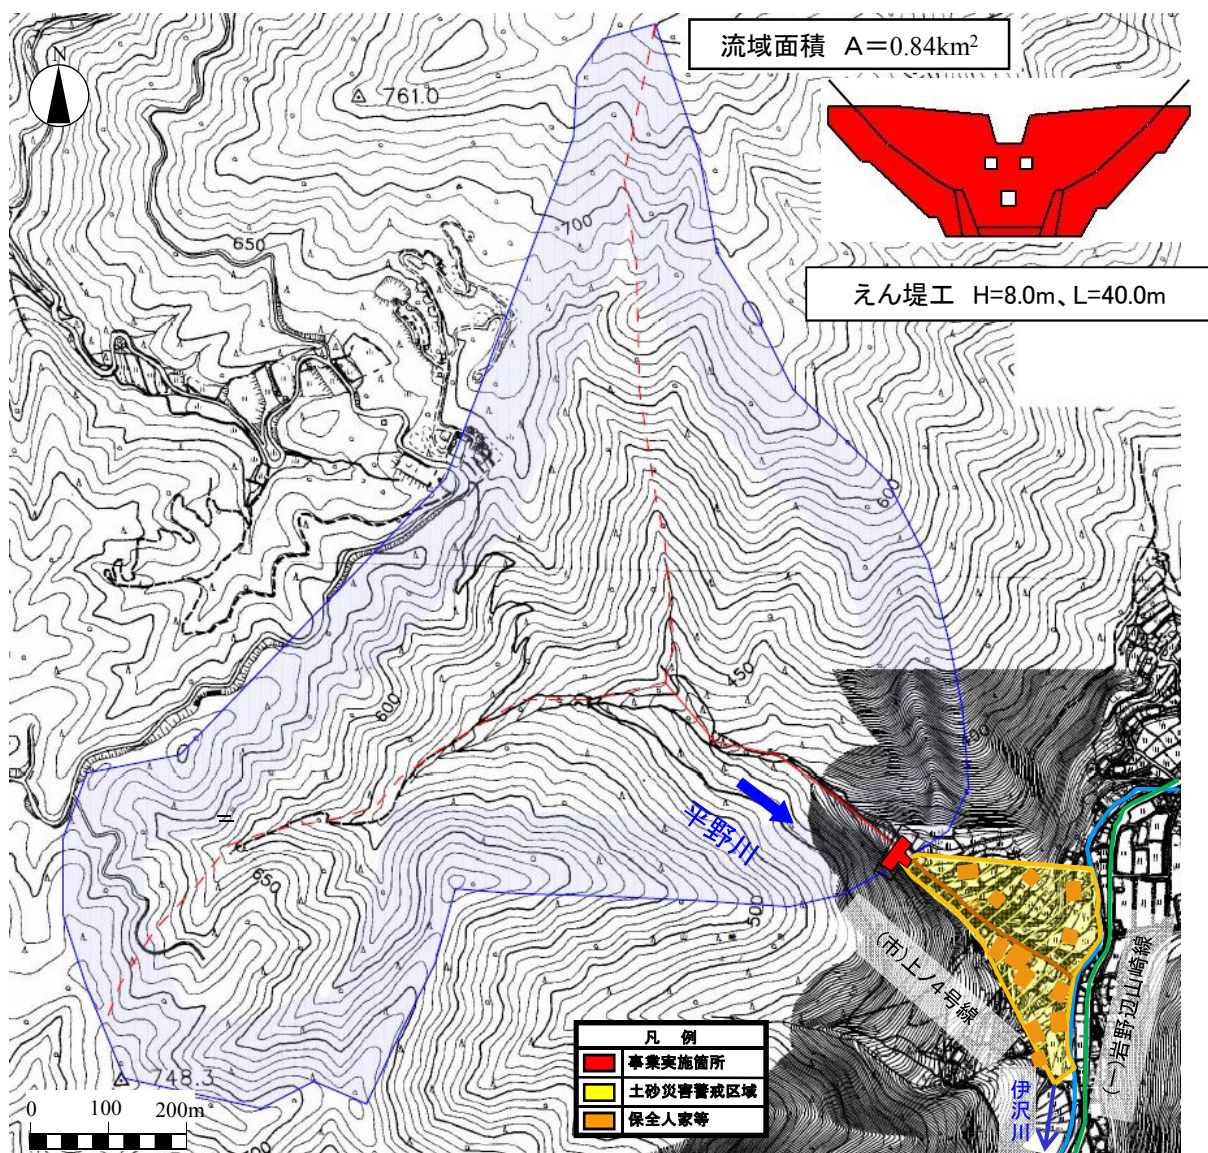 流域面積 A=0.84km²
N
761.0
えん堤工 H=8.0m、L=40.0m
700
650
600
450
600
平野川
650
500
(市)上ノ4号線
(一)岩野辺山崎線
凡 例
事業実施箇所
土砂災害警戒区域
保全人家等
伊沢川
748.3
0 100 200m